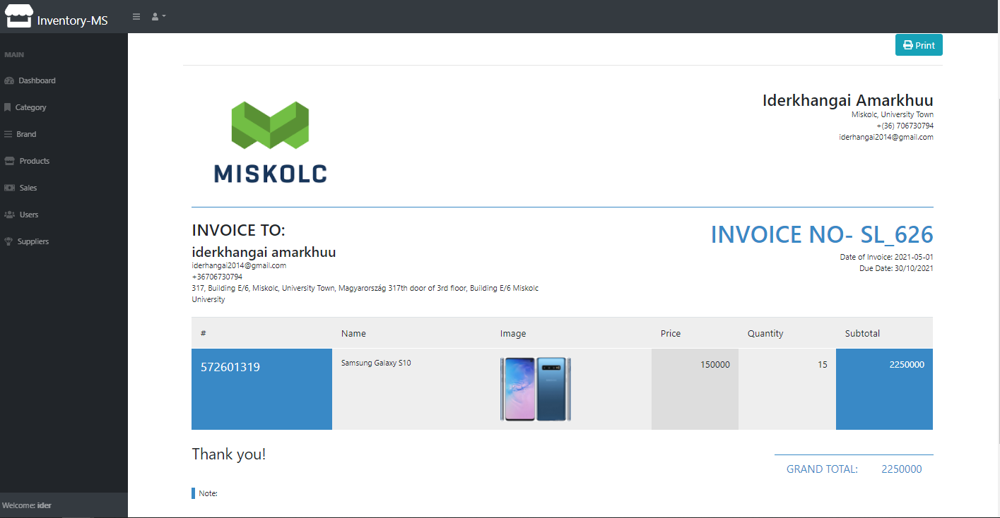 Inventory-MS
MAIN
Dashboard
Category
Brand
Products
Sales
Users
Suppliers
Welcome: ider
Print
MISKOLC
Iderkhangai Amarkhuu
Miskolc, University Town
+(36) 706730794
iderhangai2014@gmail.com
INVOICE TO:
iderkhangai amarkhuu
iderhangai2014@gmail.com
+36706730794
317, Building E/6, Miskolc, University Town, Magyarország 317th door of 3rd floor, Building E/6 Miskolc
University
INVOICE NO- SL_626
Date of Invoice: 2021-05-01
Due Date: 30/10/2021
# Name Image Price Quantity Subtotal
572601319 Samsung Galaxy S10 150000 15 2250000
Thank you!
GRAND TOTAL: 2250000
Note: